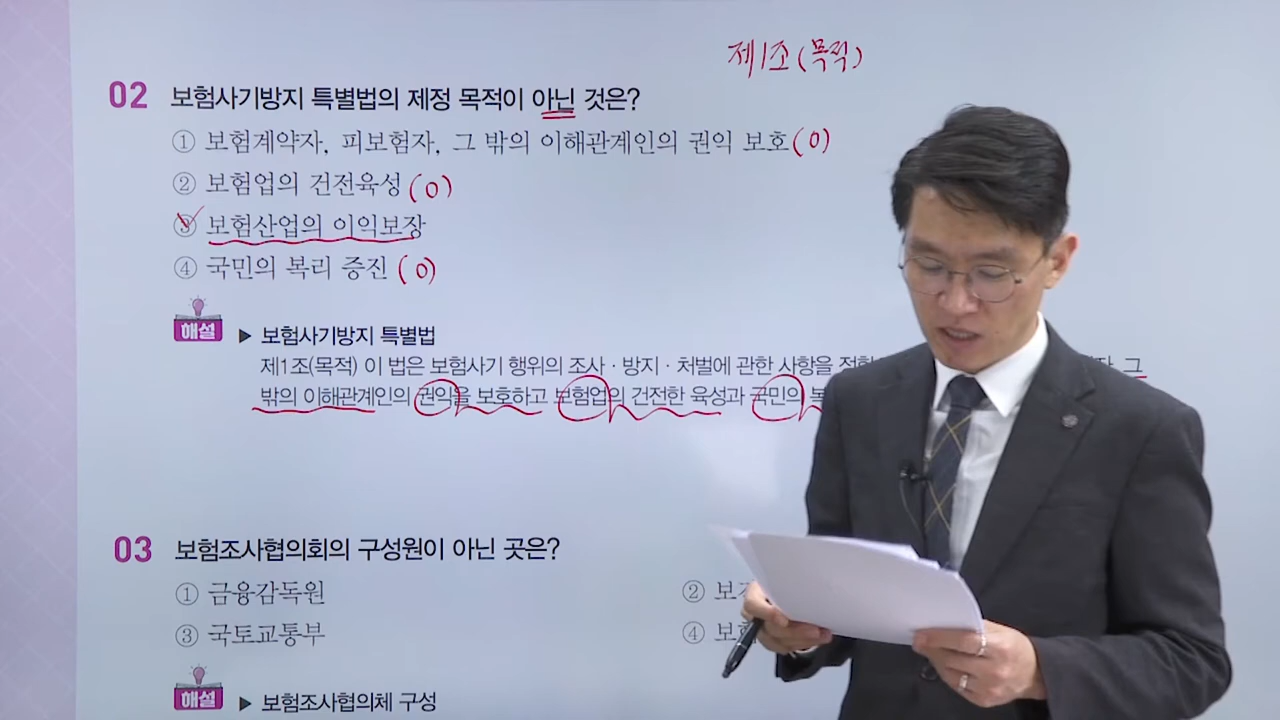 제1조(목적)
02 보험사기방지 특별법의 제정 목적이 아닌 것은?
① 보험계약자, 피보험자, 그 밖의 이해관계인의 권익 보호(O)
② 보험업의 건전육성(O)
③ 보험산업의 이익보장
④ 국민의 복리 증진(O)
해설 ▶ 보험사기방지 특별법
제1조(목적) 이 법은 보험사기 행위의 조사·방지·처벌에 관한 사항을 그
밖의 이해관계인의 권익을 보호하고 보험업의 건전한 육성과 국민의
03 보험조사협의회의 구성원이 아닌 곳은?
① 금융감독원 ②
③ 국토교통부 ④
해설 ▶ 보험조사협의체 구성